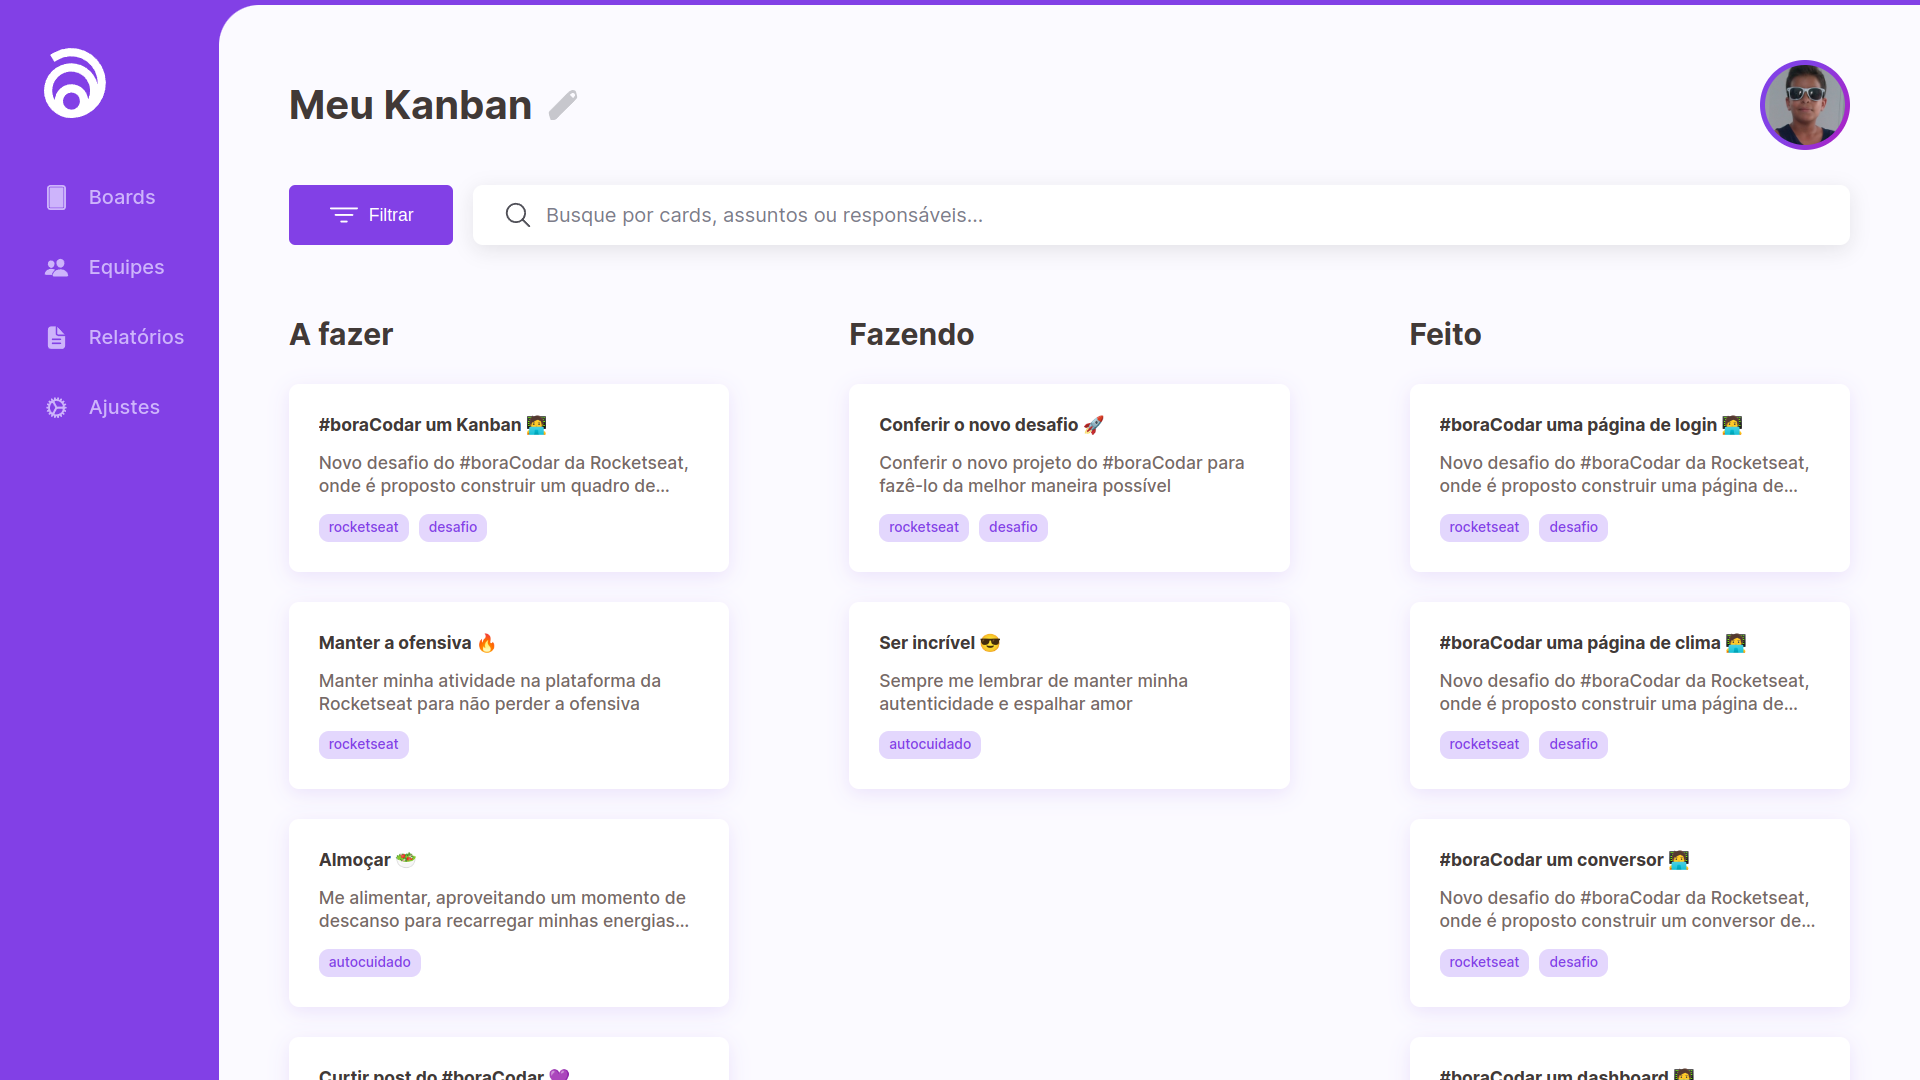 Boards
Equipes
Relatórios
Ajustes
Meu Kanban
Filtrar
Busque por cards, assuntos ou responsáveis...
A fazer
#boraCodar um Kanban 🧑‍💻
Novo desafio do #boraCodar da Rocketseat,
onde é proposto construir um quadro de...
rocketseat desafio
Manter a ofensiva 🔥
Manter minha atividade na plataforma da
Rocketseat para não perder a ofensiva
rocketseat
Almoçar 🥗
Me alimentar, aproveitando um momento de
descanso para recarregar minhas energias...
autocuidado
Curtir post do #boraCodar 💜
Fazendo
Conferir o novo desafio 🚀
Conferir o novo projeto do #boraCodar para
fazê-lo da melhor maneira possível
rocketseat desafio
Ser incrível 😎
Sempre me lembrar de manter minha
autenticidade e espalhar amor
autocuidado
Feito
#boraCodar uma página de login 🧑‍💻
Novo desafio do #boraCodar da Rocketseat,
onde é proposto construir uma página de...
rocketseat desafio
#boraCodar uma página de clima 🧑‍💻
Novo desafio do #boraCodar da Rocketseat,
onde é proposto construir uma página de...
rocketseat desafio
#boraCodar um conversor 🧑‍💻
Novo desafio do #boraCodar da Rocketseat,
onde é proposto construir um conversor de...
rocketseat desafio
#boraCodar um dashboard 🧑‍💻